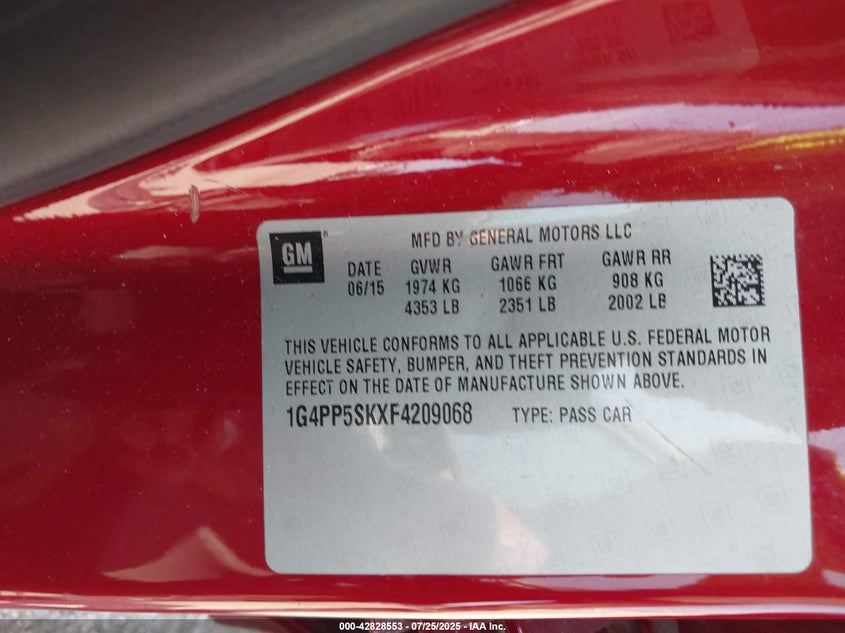 GM
MFD BY GENERAL MOTORS LLC
DATE GVWR GAWR FRT GAWR RR
06/15 1974 KG 1066 KG 908 KG
4353 LB 2351 LB 2002 LB
THIS VEHICLE CONFORMS TO ALL APPLICABLE U.S. FEDERAL MOTOR
VEHICLE SAFETY, BUMPER, AND THEFT PREVENTION STANDARDS IN
EFFECT ON THE DATE OF MANUFACTURE SHOWN ABOVE.
1G4PP5SKXF4209068 TYPE: PASS CAR
000-42828553 - 07/25/2025 - IAA Inc.